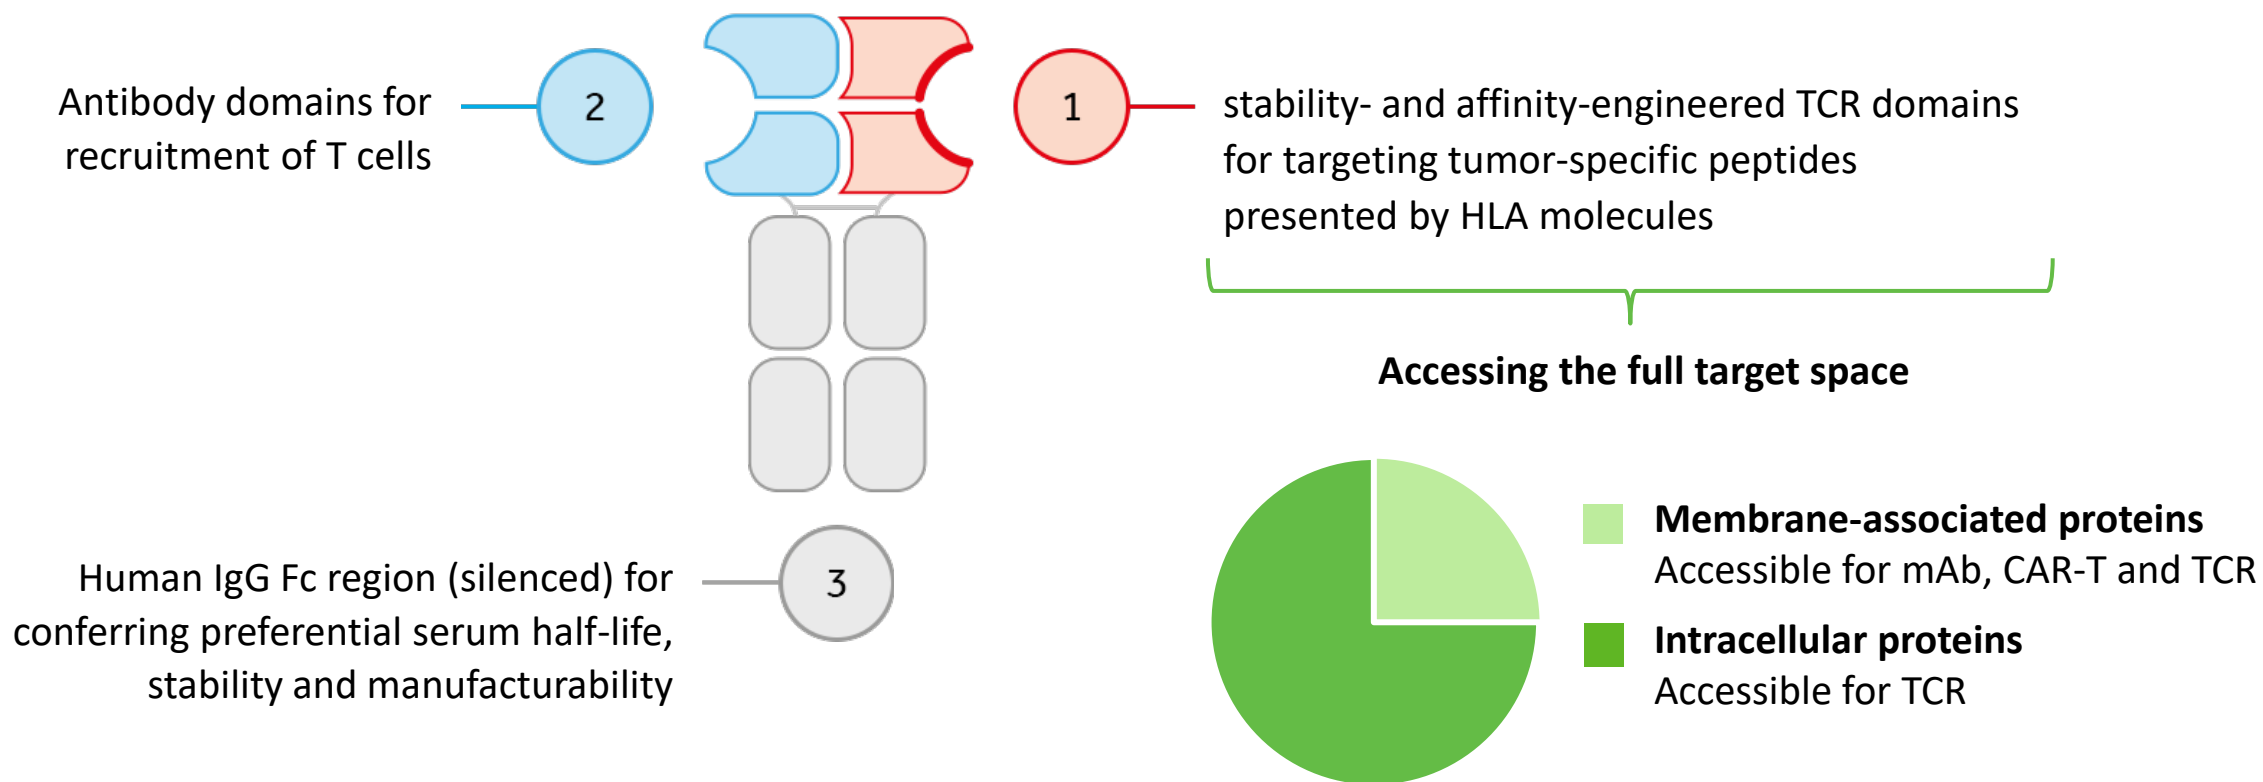 Antibody domains for
recruitment of T cells
2
1
stability- and affinity-engineered TCR domains
for targeting tumor-specific peptides
presented by HLA molecules
Accessing the full target space
Membrane-associated proteins
Accessible for mAb, CAR-T and TCR
Intracellular proteins
Accessible for TCR
Human IgG Fc region (silenced) for
conferring preferential serum half-life,
stability and manufacturability
3